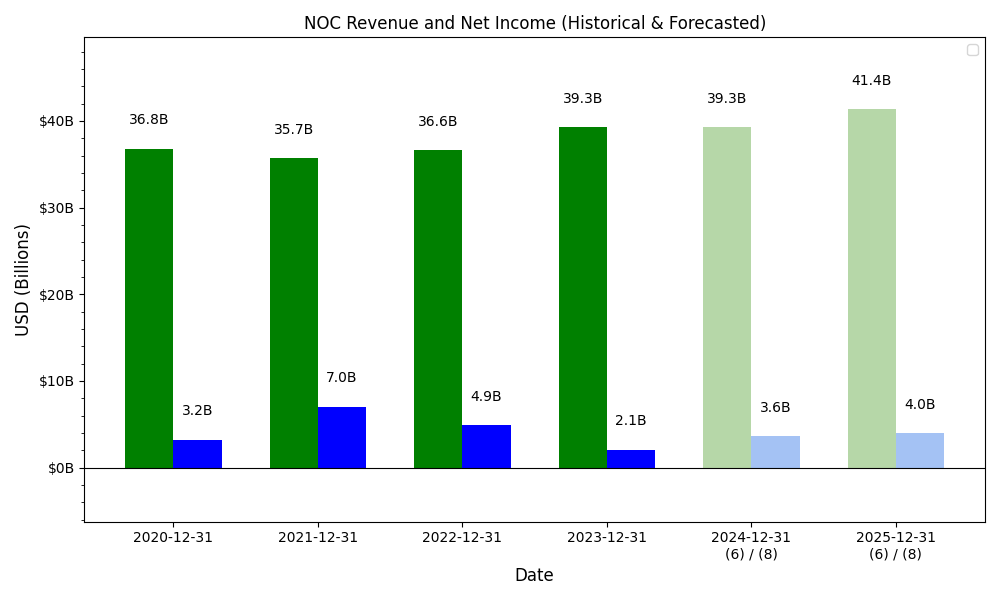 NOC Revenue and Net Income (Historical & Forecasted)
USD (Billions)
$40B
$30B
$20B
$10B
$0B
36.8B
3.2B
35.7B
7.0B
36.6B
4.9B
39.3B
2.1B
39.3B
3.6B
41.4B
4.0B
2020-12-31
2021-12-31
2022-12-31
2023-12-31
2024-12-31
(6) / (8)
2025-12-31
(6) / (8)
Date